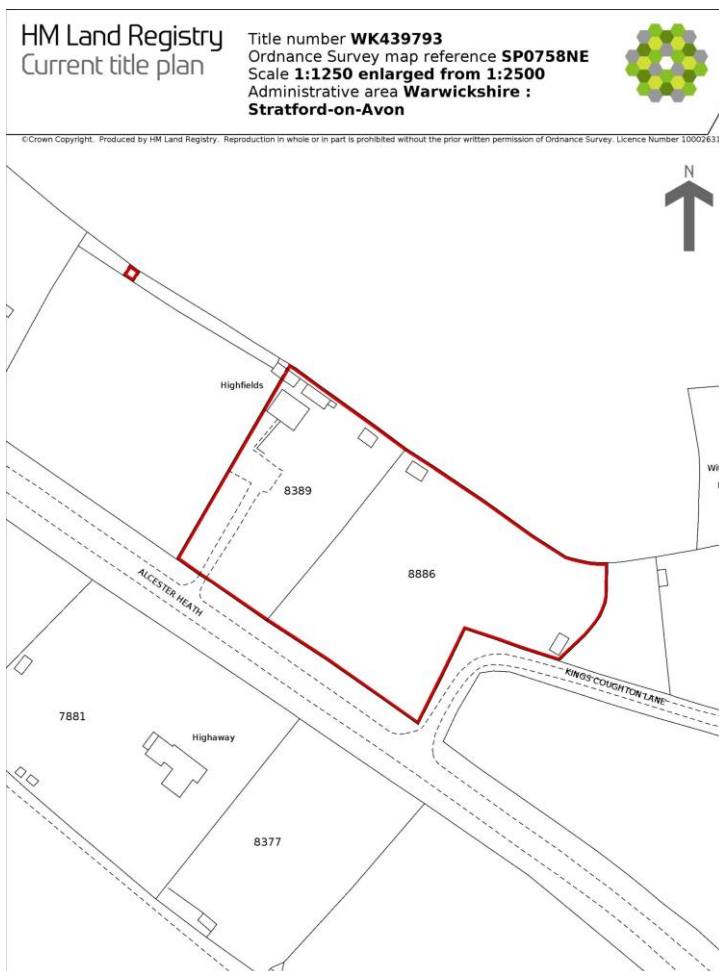 HM Land Registry
Current title plan
Title number WK439793
Ordnance Survey map reference SP0758NE
Scale 1:1250 enlarged from 1:2500
Administrative area Warwickshire :
Stratford-on-Avon
©Crown Copyright. Produced by HM Land Registry. Reproduction in whole or in part is prohibited without the prior written permission of Ordnance Survey. Licence Number 10002631
N
Highfields
8389
8886
ALCESTER HEATH
KINGS COUGHTON LANE
7881
Highaway
8377